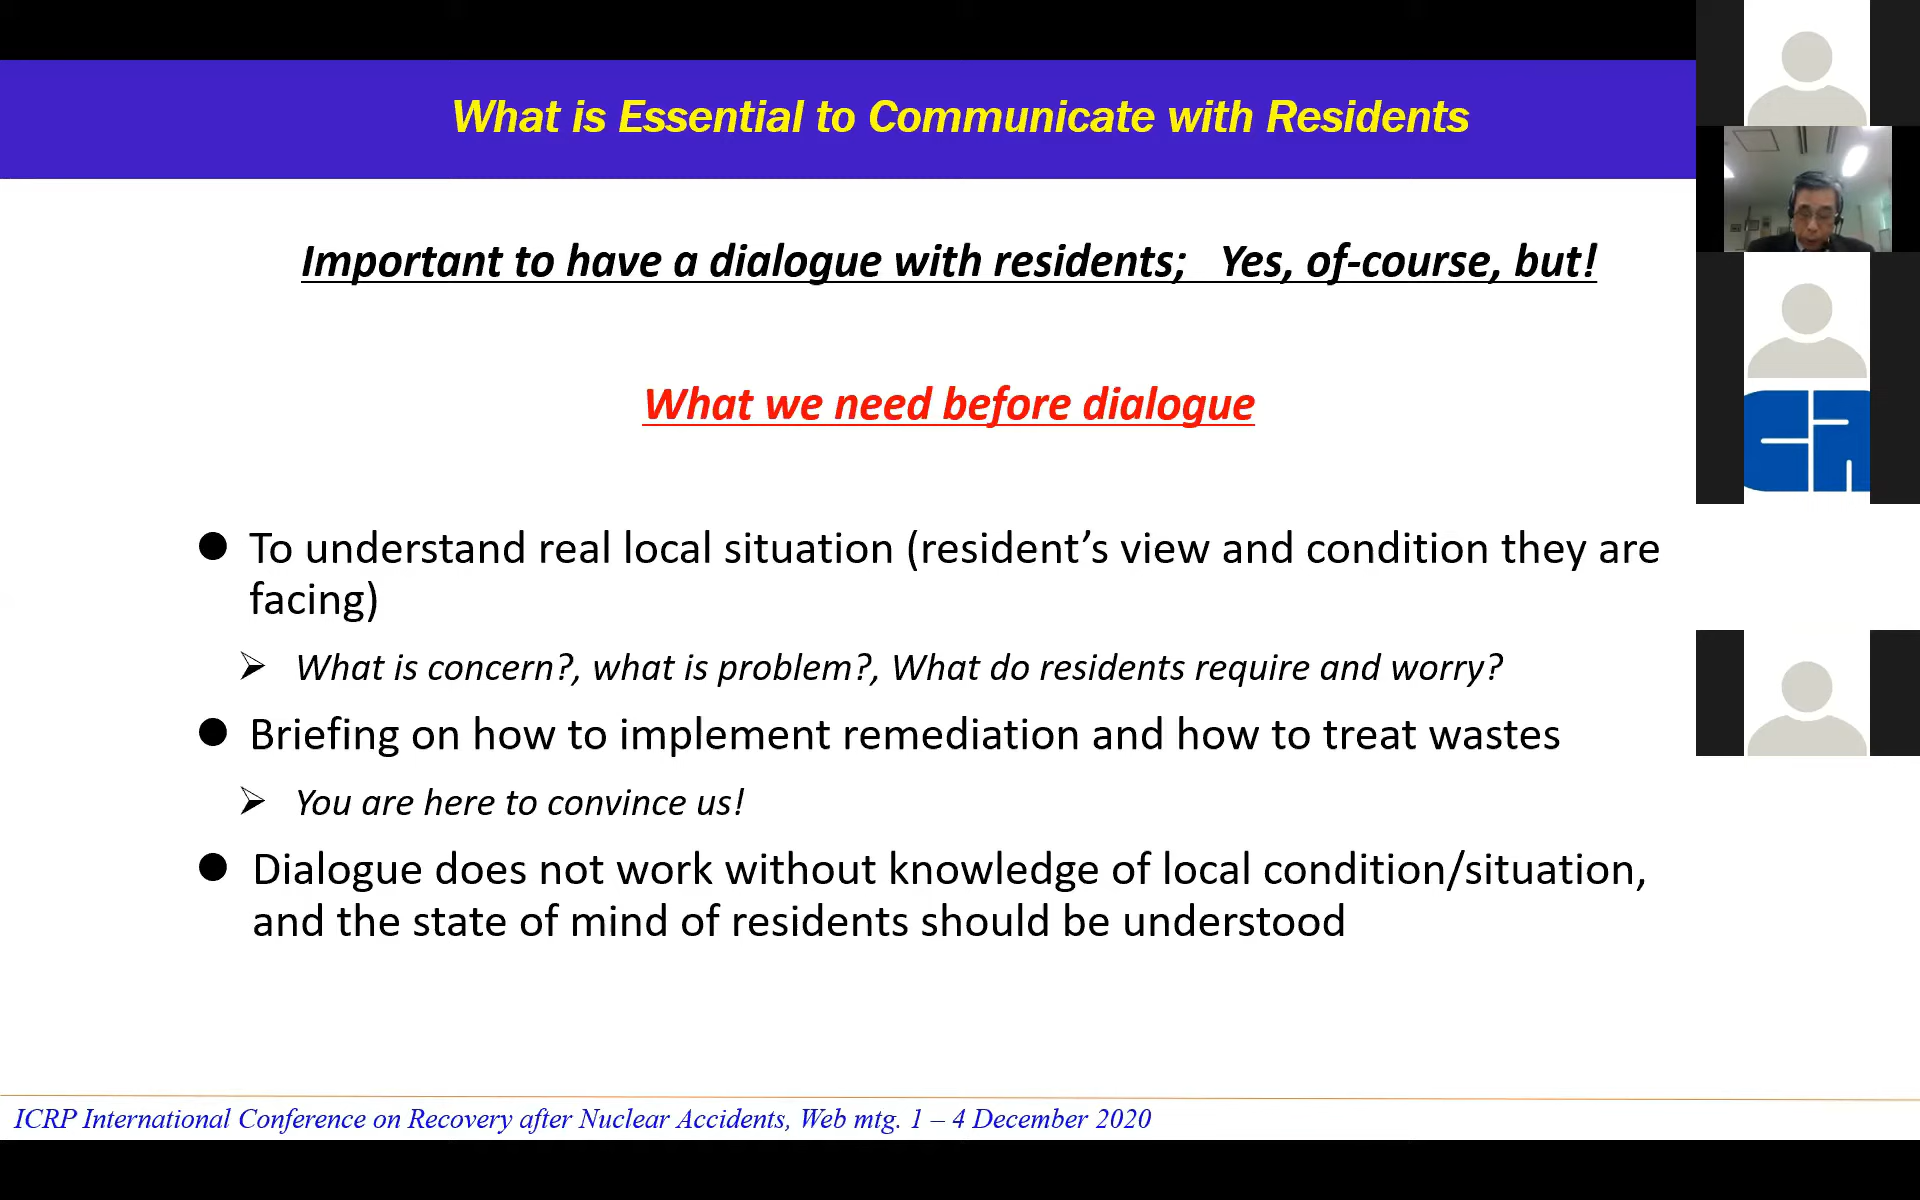 What is Essential to Communicate with Residents
Important to have a dialogue with residents; Yes, of-course, but!
What we need before dialogue
● To understand real local situation (resident’s view and condition they are
facing)
➢ What is concern?, what is problem?, What do residents require and worry?
● Briefing on how to implement remediation and how to treat wastes
➢ You are here to convince us!
● Dialogue does not work without knowledge of local condition/situation,
and the state of mind of residents should be understood
ICRP International Conference on Recovery after Nuclear Accidents, Web mtg. 1 – 4 December 2020